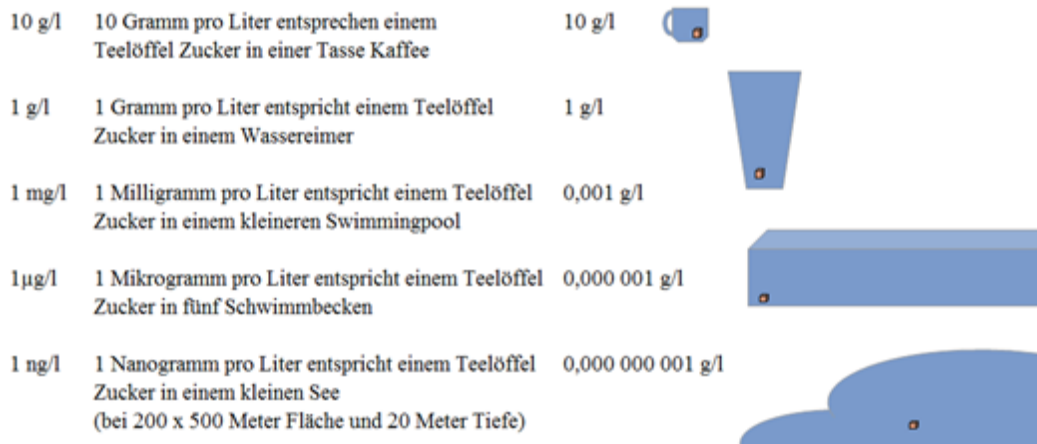 10 g/l 10 Gramm pro Liter entsprechen einem 10 g/l
Teelöffel Zucker in einer Tasse Kaffee
1 g/l 1 Gramm pro Liter entspricht einem Teelöffel 1 g/l
Zucker in einem Wassereimer
1 mg/l 1 Milligramm pro Liter entspricht einem Teelöffel 0,001 g/l
Zucker in einem kleineren Swimmingpool
1µg/l 1 Mikrogramm pro Liter entspricht einem Teelöffel 0,000 001 g/l
Zucker in fünf Schwimmbecken
1 ng/l 1 Nanogramm pro Liter entspricht einem Teelöffel 0,000 000 001 g/l
Zucker in einem kleinen See
(bei 200 x 500 Meter Fläche und 20 Meter Tiefe)